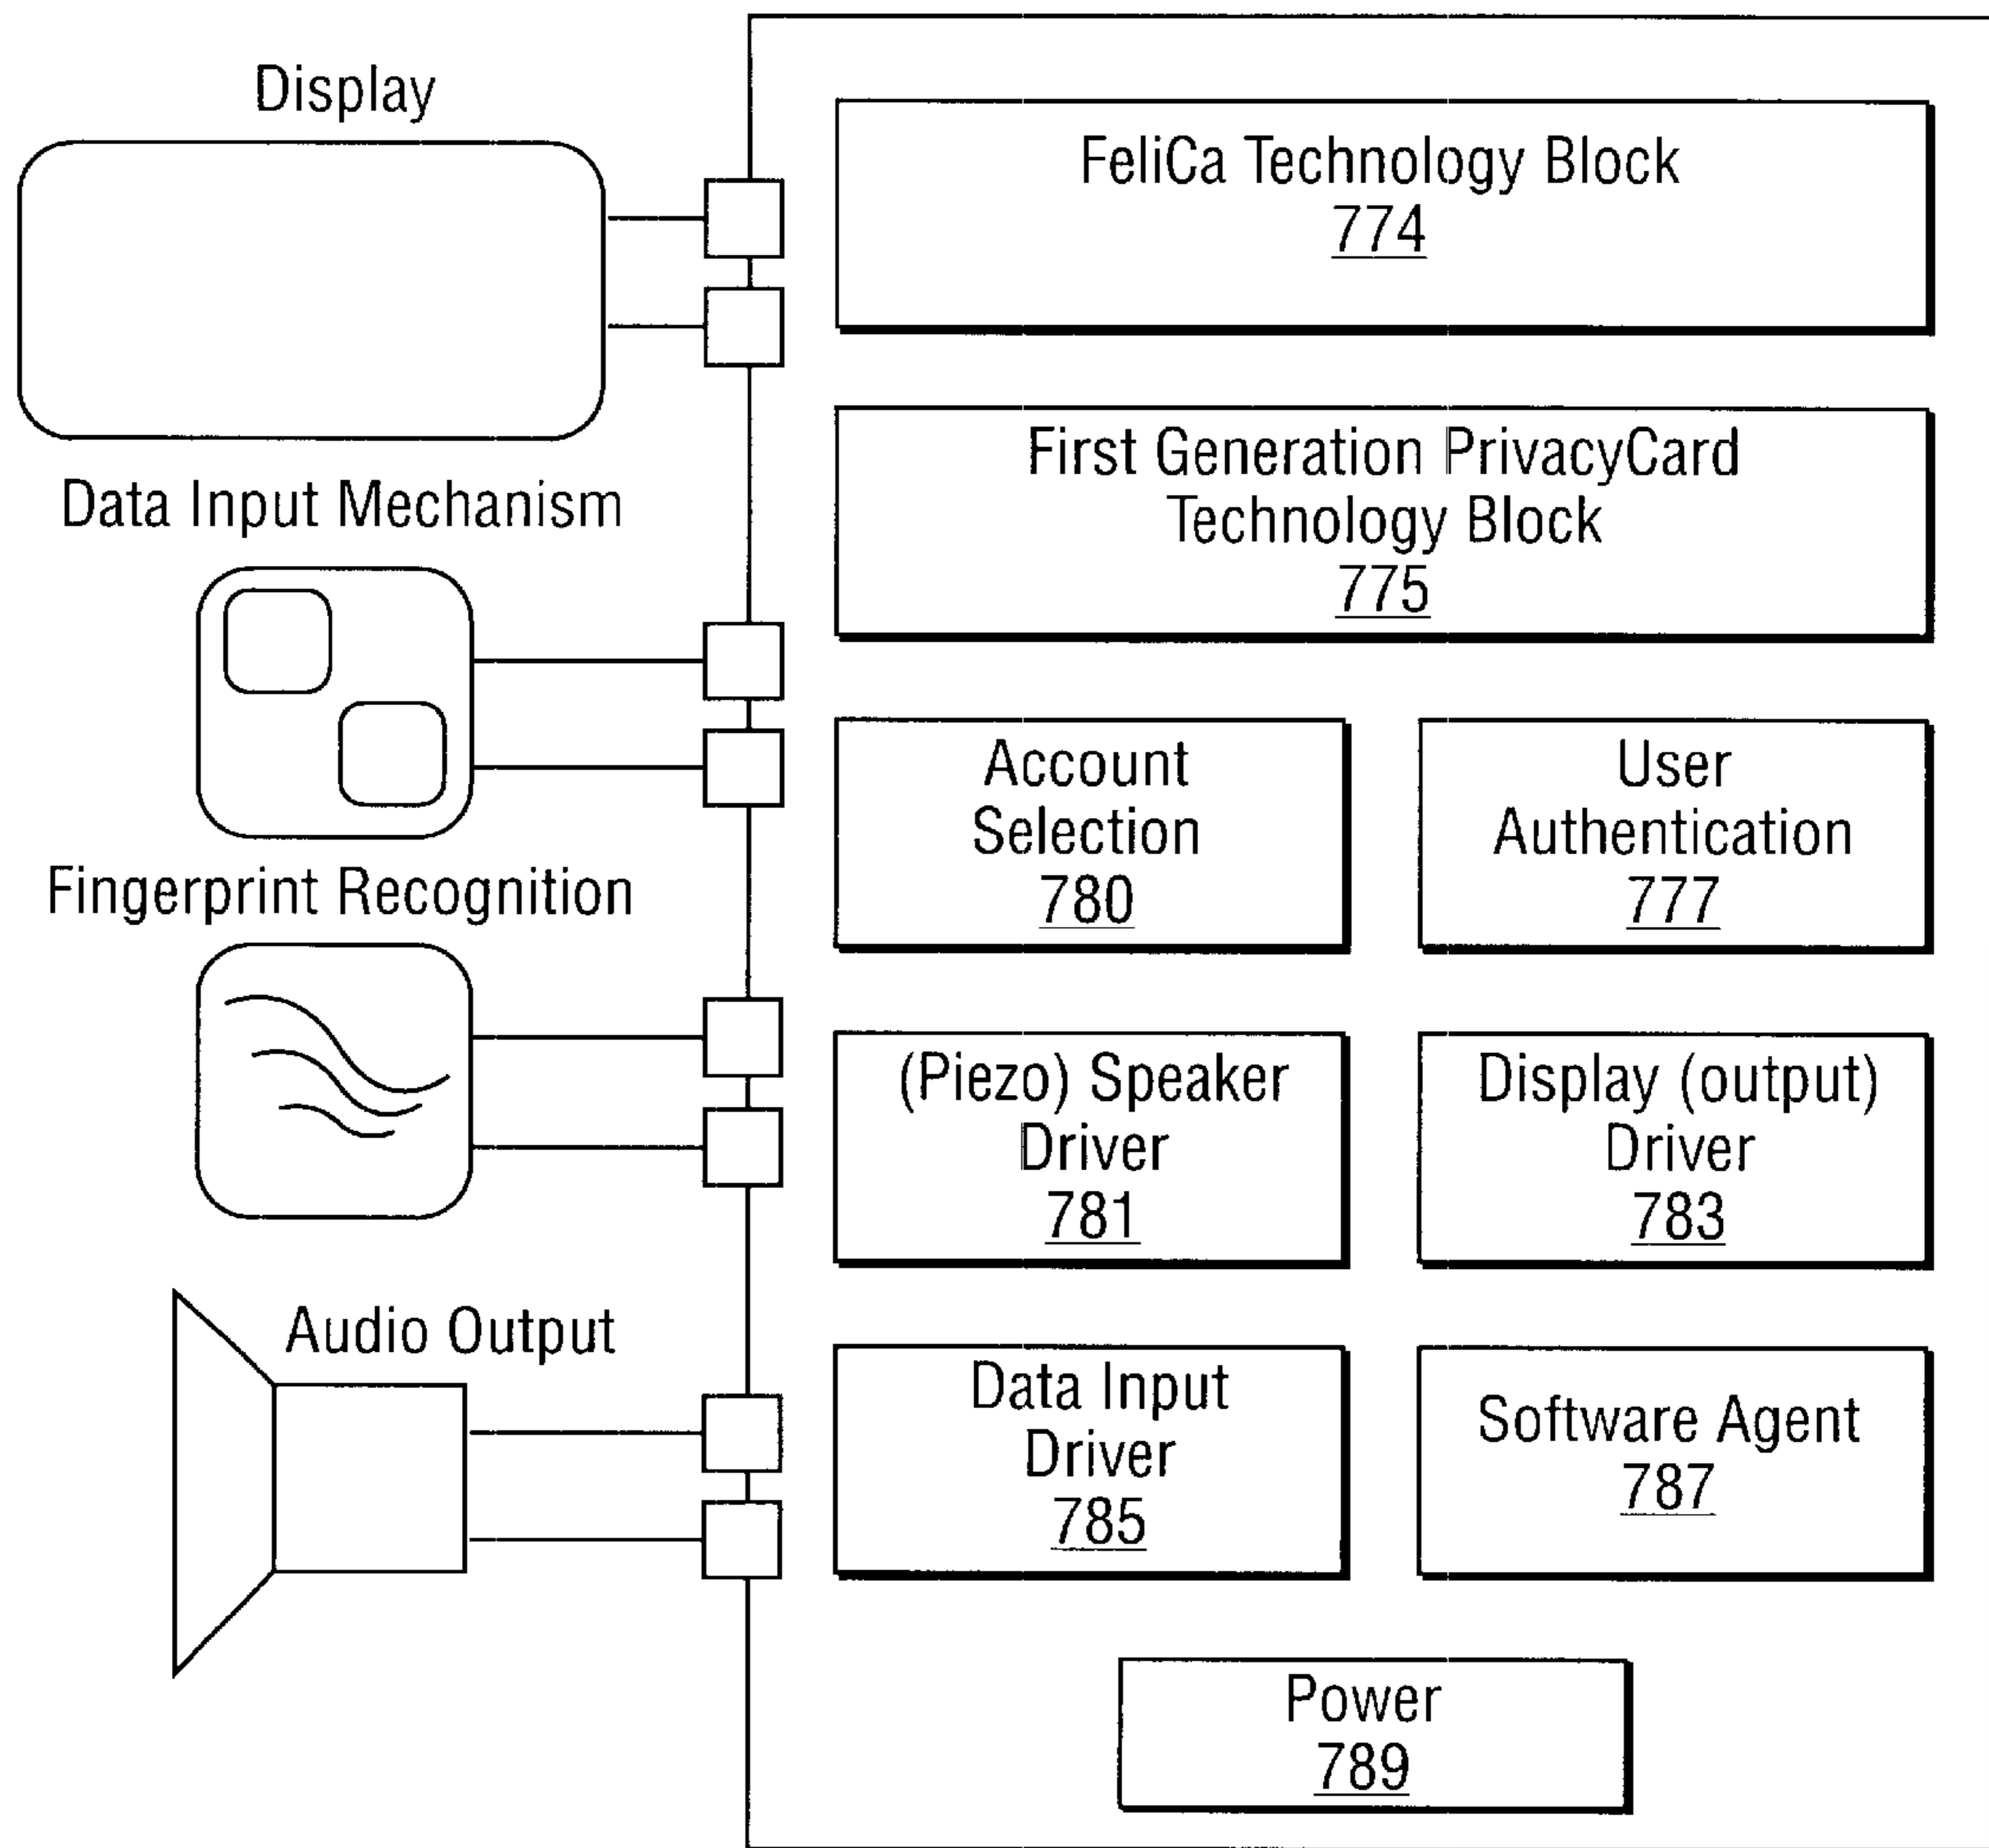 Display
Data Input Mechanism
Fingerprint Recognition
Audio Output
FeliCa Technology Block
774
First Generation PrivacyCard
Technology Block
775
Account
Selection
780
User
Authentication
777
(Piezo) Speaker
Driver
781
Display (output)
Driver
783
Data Input
Driver
785
Software Agent
787
Power
789